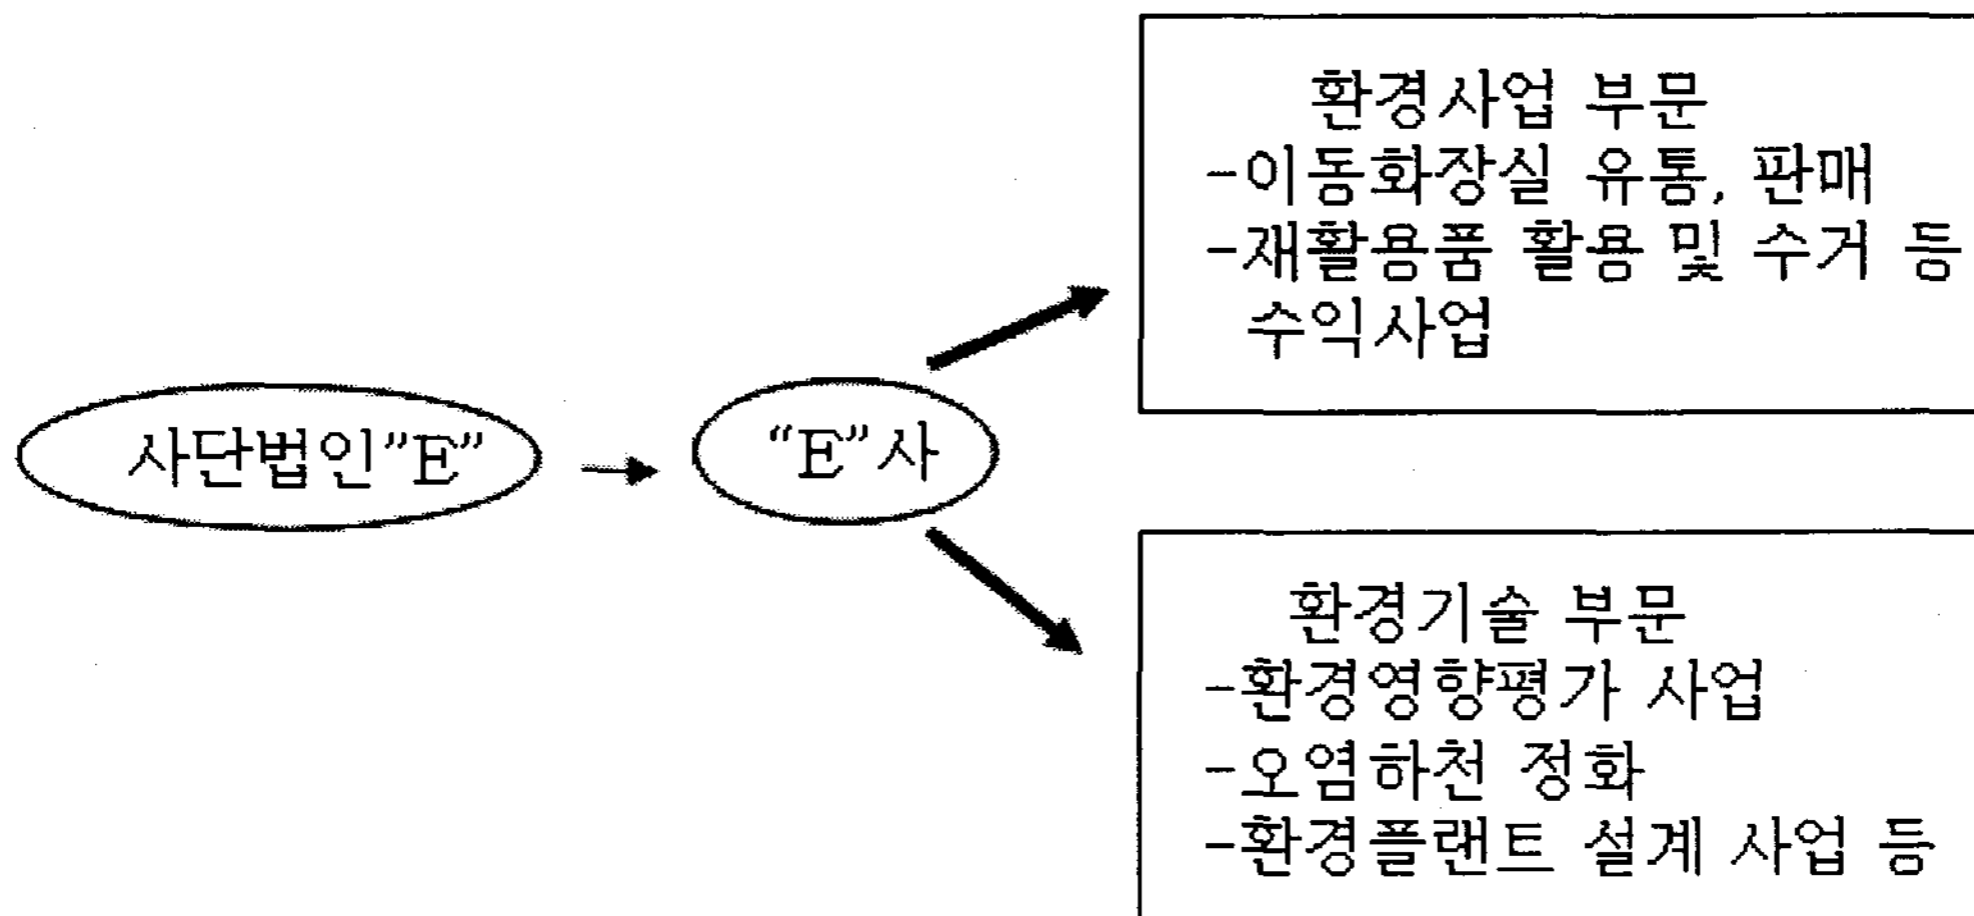 환경사업 부문
-이동화장실 유통, 판매
-재활용품 활용 및 수거 등
수익사업
사단법인”E”
“E”사
환경기술 부문
-환경영향평가 사업
-오염하천 정화
-환경플랜트 설계 사업 등